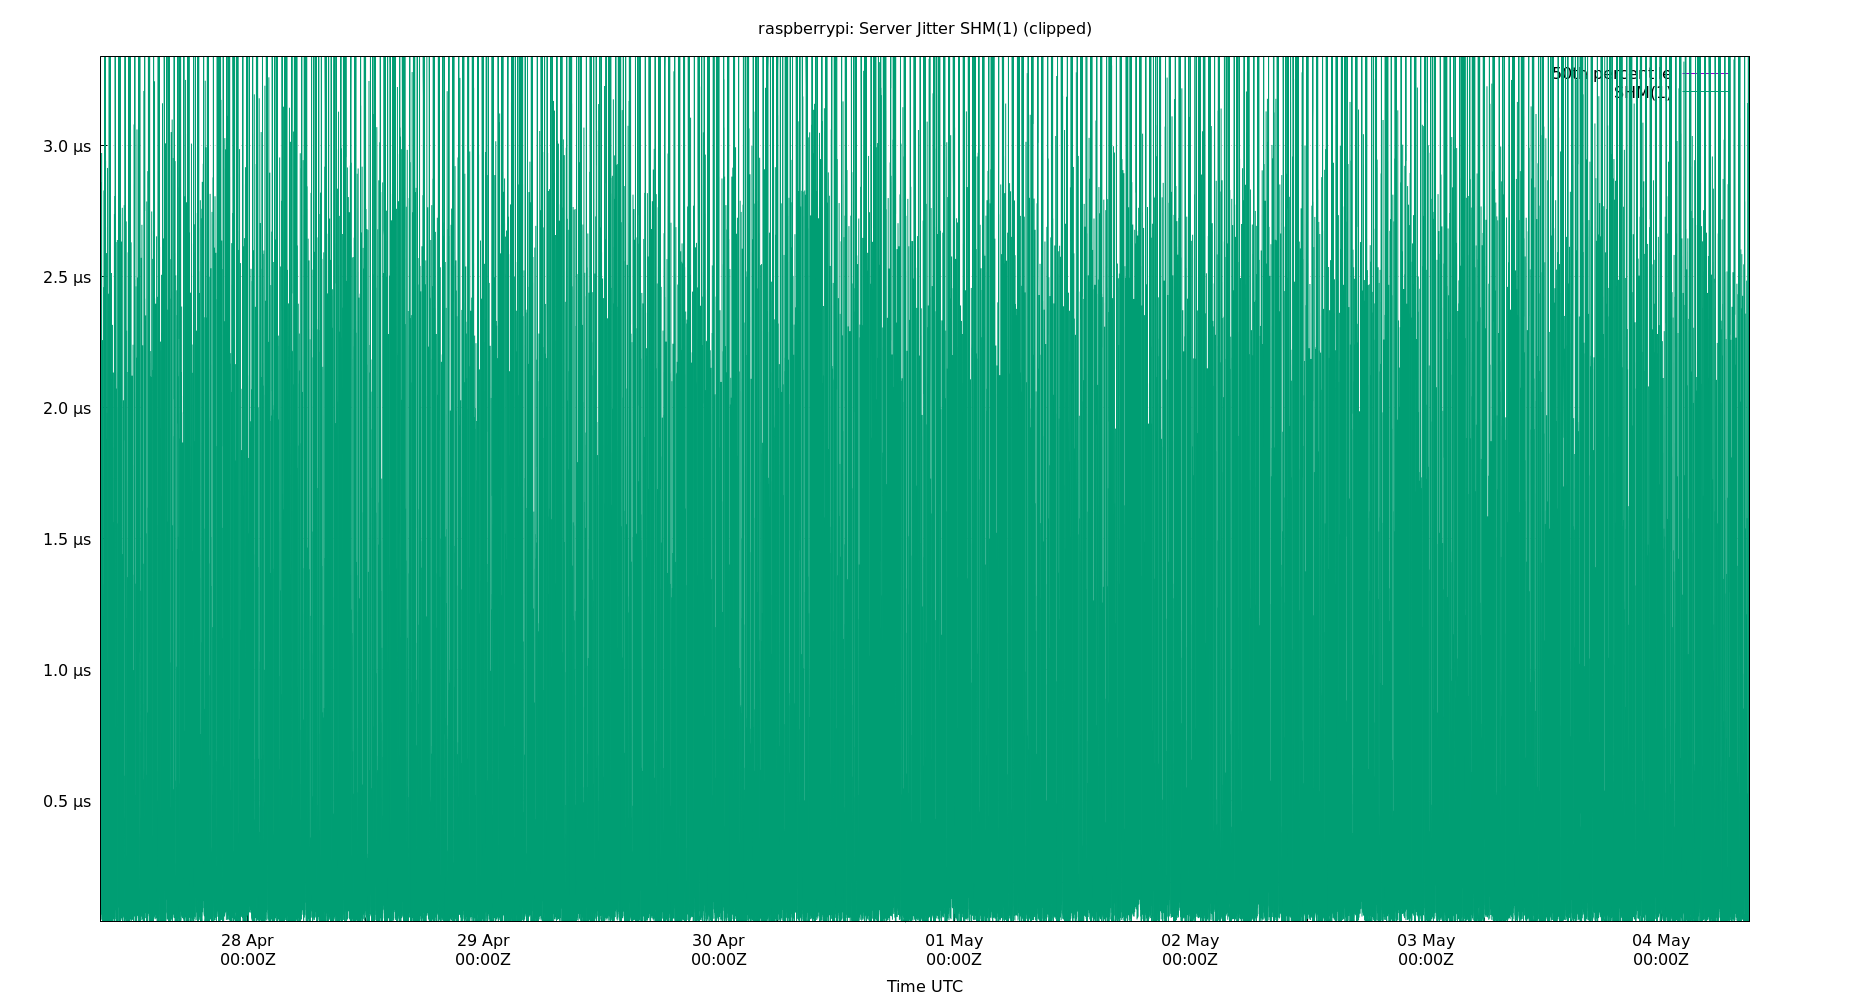 raspberrypi: Server Jitter SHM(1) (clipped)
50th percentile
SHM(1)
3.0 µs
2.5 µs
2.0 µs
1.5 µs
1.0 µs
0.5 µs
28 Apr 29 Apr 30 Apr 01 May 02 May 03 May 04 May
00:00Z 00:00Z 00:00Z 00:00Z 00:00Z 00:00Z 00:00Z
Time UTC